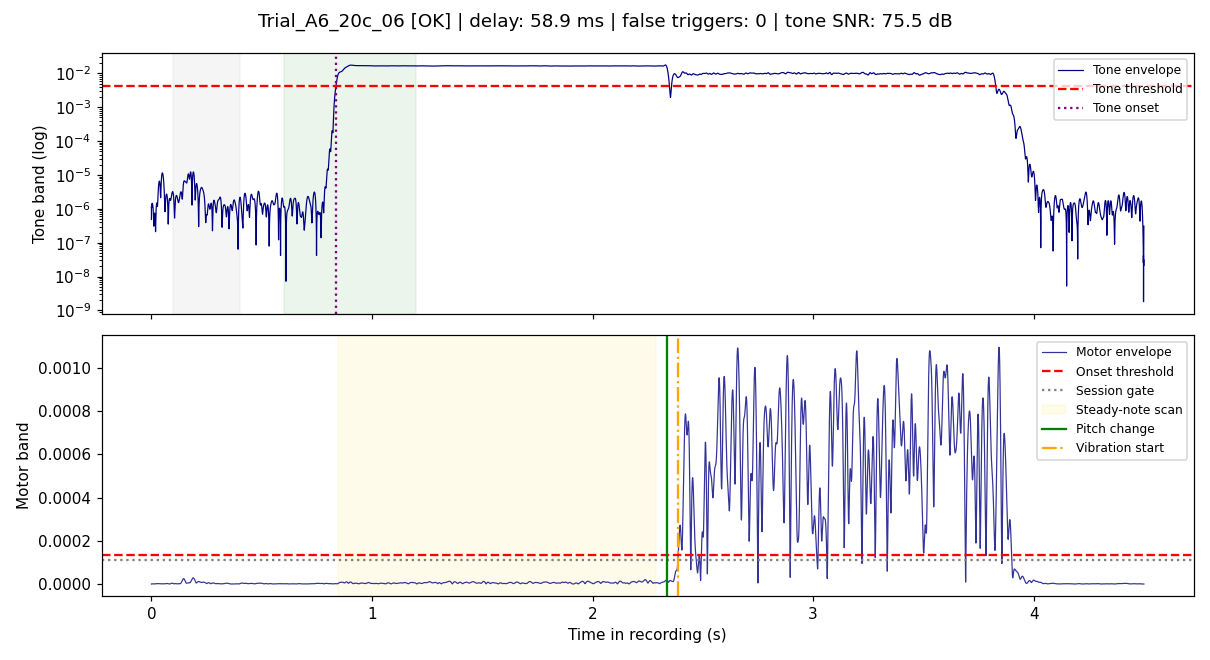 Trial_A6_20c_06 [OK] | delay: 58.9 ms | false triggers: 0 | tone SNR: 75.5 dB
Tone band (log)
10⁻²
10⁻³
10⁻⁴
10⁻⁵
10⁻⁶
10⁻⁷
10⁻⁸
10⁻⁹
Tone envelope
Tone threshold
Tone onset
Motor band
0.0010
0.0008
0.0006
0.0004
0.0002
0.0000
Motor envelope
Onset threshold
Session gate
Steady-note scan
Pitch change
Vibration start
0 1 2 3 4
Time in recording (s)